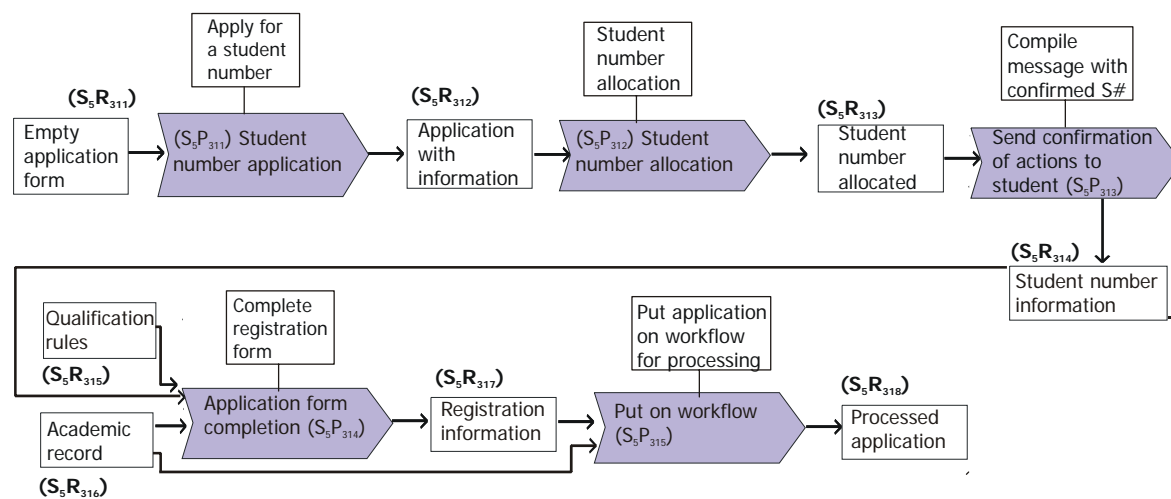 Apply for
a student
number
Student
number
allocation
Compile
message with
confirmed S#
(S₅R₃₁₁)
Empty
application
form
(S₅P₃₁₁) Student
number application
(S₅R₃₁₂)
Application
with
information
(S₅P₃₁₂) Student
number allocation
(S₅R₃₁₃)
Student
number
allocated
Send confirmation
of actions to
student (S₅P₃₁₃)
(S₅R₃₁₄)
Student number
information
Qualification
rules
(S₅R₃₁₅)
Complete
registration
form
Put application
on workflow
for processing
Academic
record
(S₅R₃₁₆)
Application form
completion (S₅P₃₁₄)
(S₅R₃₁₇)
Registration
information
Put on workflow
(S₅P₃₁₅)
(S₅R₃₁₈)
Processed
application